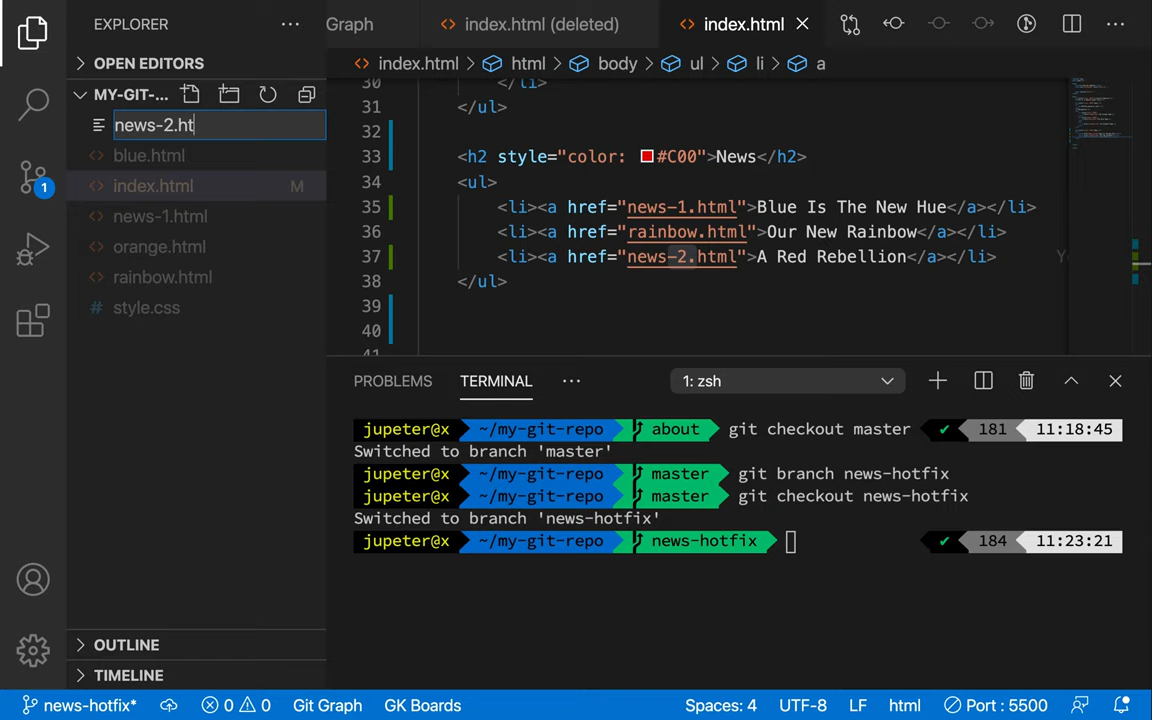 EXPLORER
Graph
index.html (deleted)
index.html
OPEN EDITORS
index.html > html > body > ul > li > a
MY-GIT-...
news-2.ht
blue.html
index.html M
news-1.html
orange.html
rainbow.html
# style.css
OUTLINE
TIMELINE
30 </li>
31 </ul>
32
33 <h2 style="color: #C00">News</h2>
34 <ul>
35 <li><a href="news-1.html">Blue Is The New Hue</a></li>
36 <li><a href="rainbow.html">Our New Rainbow</a></li>
37 <li><a href="news-2.html">A Red Rebellion</a></li>
38 </ul>
39
40
41
PROBLEMS TERMINAL 1: zsh
jupeter@x ~/my-git-repo about git checkout master ✔ 181 11:18:45
Switched to branch 'master'
jupeter@x ~/my-git-repo master git branch news-hotfix
jupeter@x ~/my-git-repo master git checkout news-hotfix
Switched to branch 'news-hotfix'
jupeter@x ~/my-git-repo news-hotfix ✔ 184 11:23:21
1
news-hotfix* 0 0 Git Graph GK Boards Spaces: 4 UTF-8 LF html Port : 5500